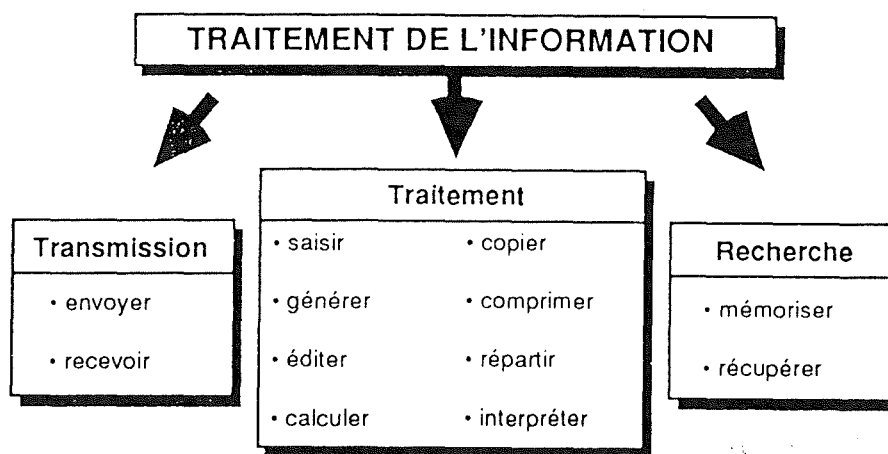 TRAITEMENT DE L'INFORMATION
Transmission
• envoyer
• recevoir
Traitement
• saisir • copier
• générer • comprimer
• éditer • répartir
• calculer • interpréter
Recherche
• mémoriser
• récupérer